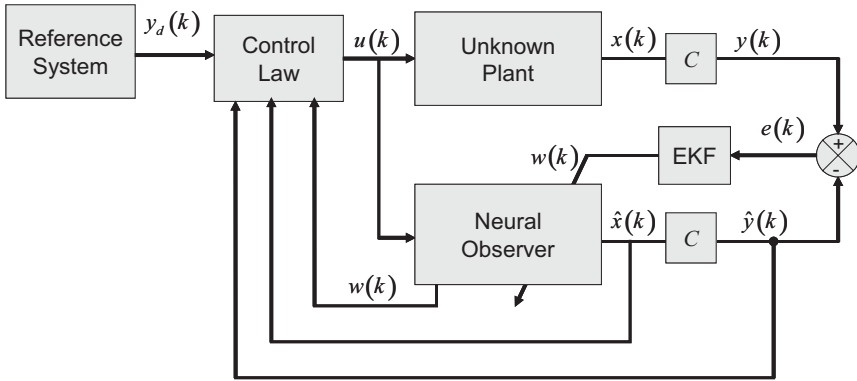 Reference
System
y_d(k)
Control
Law
u(k)
Unknown
Plant
x(k)
C
y(k)
+
-
e(k)
EKF
w(k)
Neural
Observer
x̂(k)
C
ŷ(k)
w(k)